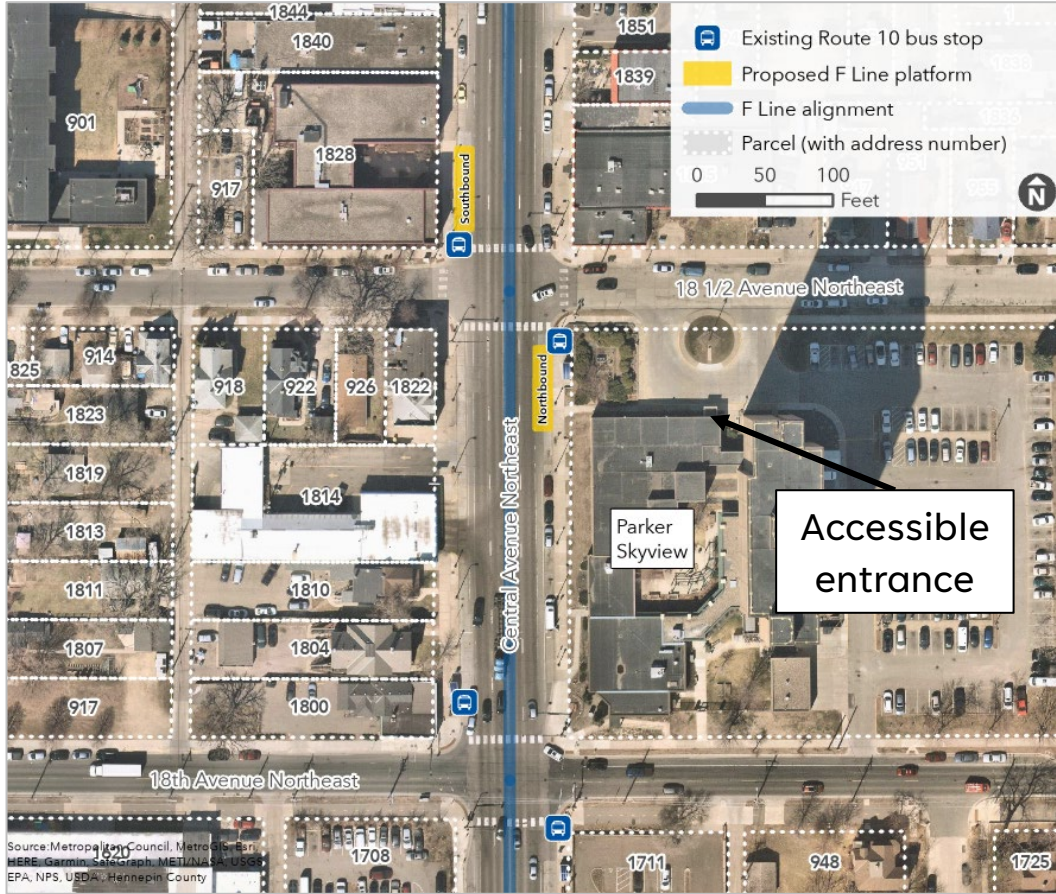 1844
1840
1851
Existing Route 10 bus stop
Proposed F Line platform
1839
F Line alignment
Parcel (with address number)
901
1828
917
Southbound
0 50 100
Feet
N
18 1/2 Avenue Northeast
825
914
918
922
926
1822
Northbound
1823
1819
1814
Central Avenue Northeast
Parker
Skyview
Accessible
entrance
1813
1811
1810
1807
1804
917
1800
18th Avenue Northeast
Source:Metropolitan Council, MetroGIS, Esri,
HERE, Garmin, SafeGraph, METI/NASA, USGS,
EPA, NPS, USDA , Hennepin County
1620
1708
1711
948
1725